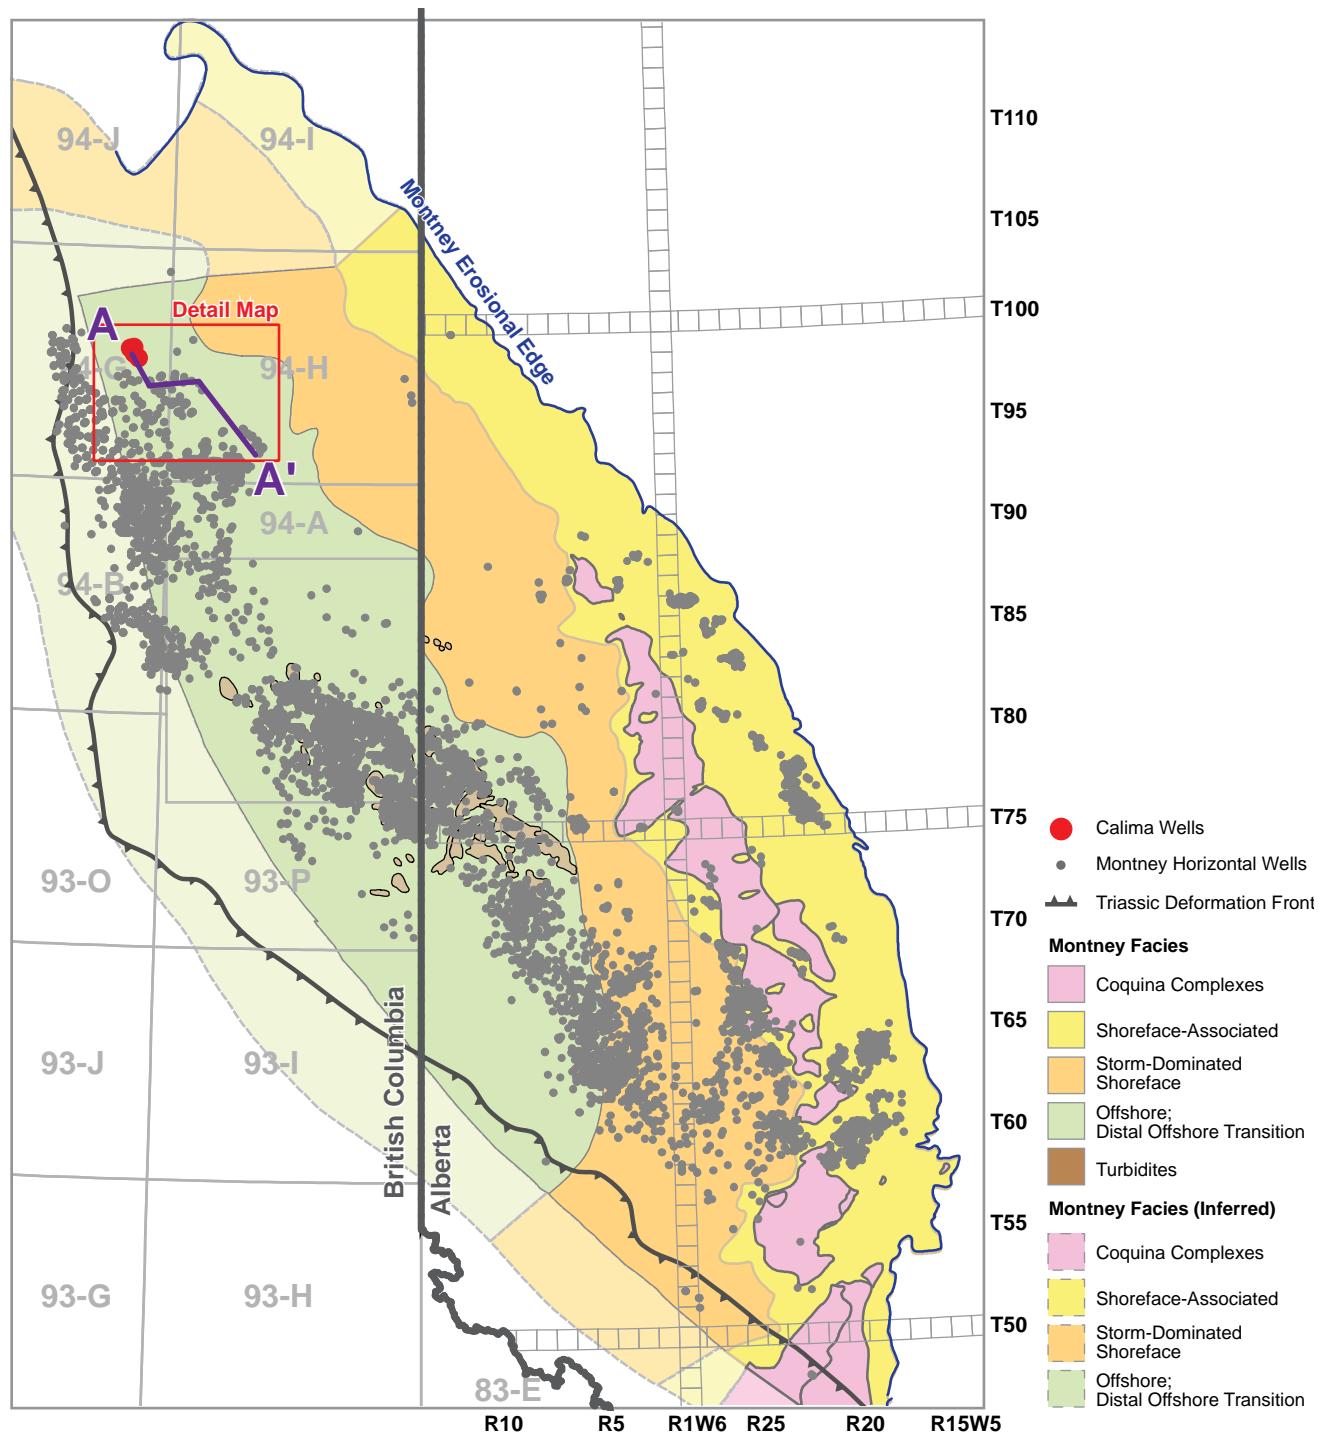 94-J
94-I
T110
Montney Erosional Edge
T105
Detail Map
T100
A
94-G
94-H
T95
A'
94-A
T90
94-B
T85
T80
T75
Calima Wells
Montney Horizontal Wells
Triassic Deformation Front
93-O
93-P
T70
Montney Facies
Coquina Complexes
Shoreface-Associated
Storm-Dominated
Shoreface
Offshore;
Distal Offshore Transition
Turbidites
British Columbia
Alberta
T65
93-J
93-I
T60
Montney Facies (Inferred)
Coquina Complexes
Shoreface-Associated
Storm-Dominated
Shoreface
Offshore;
Distal Offshore Transition
T55
93-G
93-H
T50
83-E
R10
R5
R1W6
R25
R20
R15W5